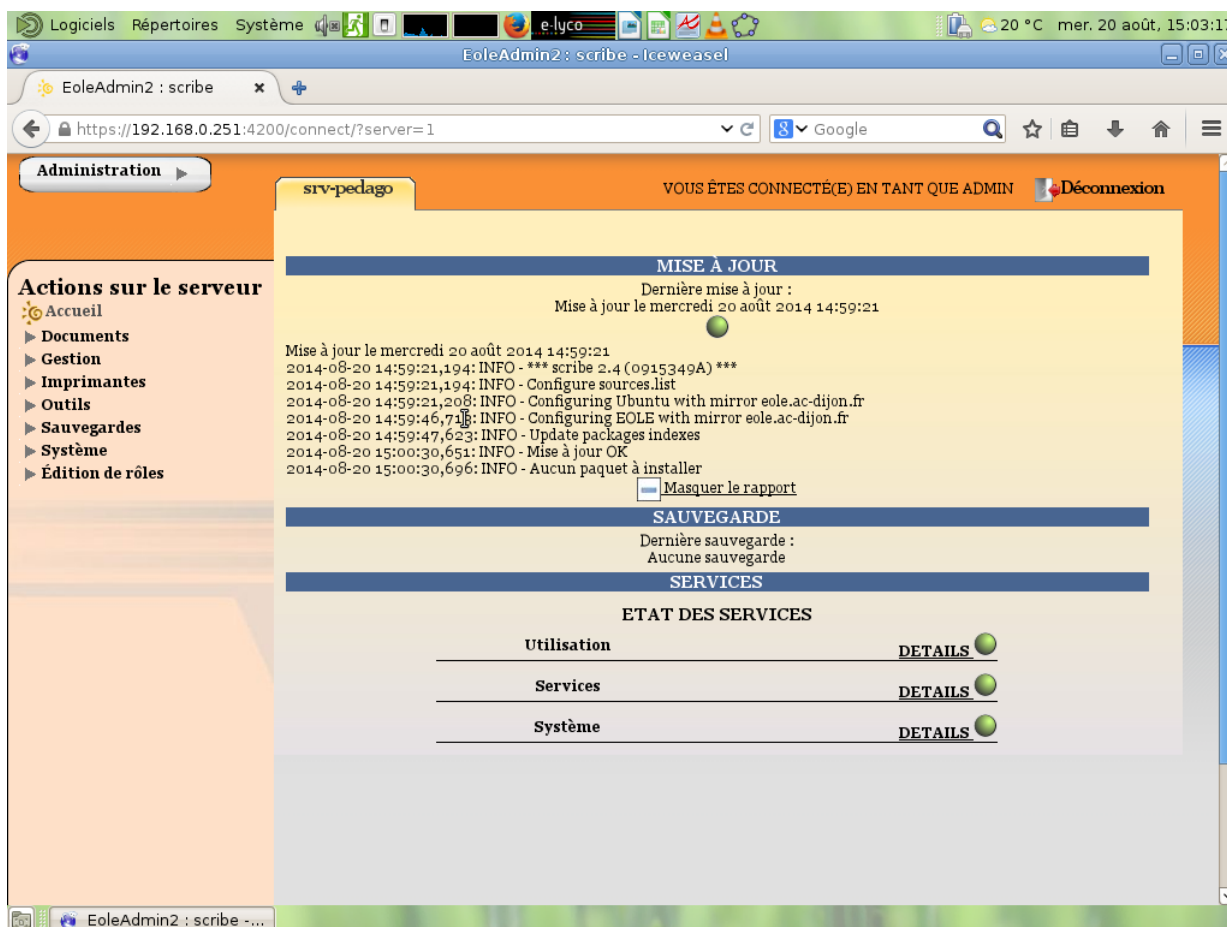 Logiciels Répertoires Système e-lyco 20 °C mer. 20 août, 15:03:1
EoleAdmin2 : scribe - Iceweasel
EoleAdmin2 : scribe
https://192.168.0.251:4200/connect/?server=1 8 Google
Administration
srv-pedago VOUS ÊTES CONNECTÉ(E) EN TANT QUE ADMIN Déconnexion
Actions sur le serveur
Accueil
Documents
Gestion
Imprimantes
Outils
Sauvegardes
Système
Édition de rôles
MISE À JOUR
Dernière mise à jour :
Mise à jour le mercredi 20 août 2014 14:59:21
Mise à jour le mercredi 20 août 2014 14:59:21
2014-08-20 14:59:21,194: INFO - *** scribe 2.4 (0915349A) ***
2014-08-20 14:59:21,194: INFO - Configure sources.list
2014-08-20 14:59:21,208: INFO - Configuring Ubuntu with mirror eole.ac-dijon.fr
2014-08-20 INFO - Configuring EOLE with mirror eole.ac-dijon.fr
2014-08-20 14:59:47,623: INFO - Update packages indexes
2014-08-20 15:00:30,651: INFO - Mise à jour OK
2014-08-20 15:00:30,696: INFO - Aucun paquet à installer
Masquer le rapport
SAUVEGARDE
Dernière sauvegarde :
Aucune sauvegarde
SERVICES
ETAT DES SERVICES
Utilisation DETAILS
Services DETAILS
Système DETAILS
EoleAdmin2 : scribe -...